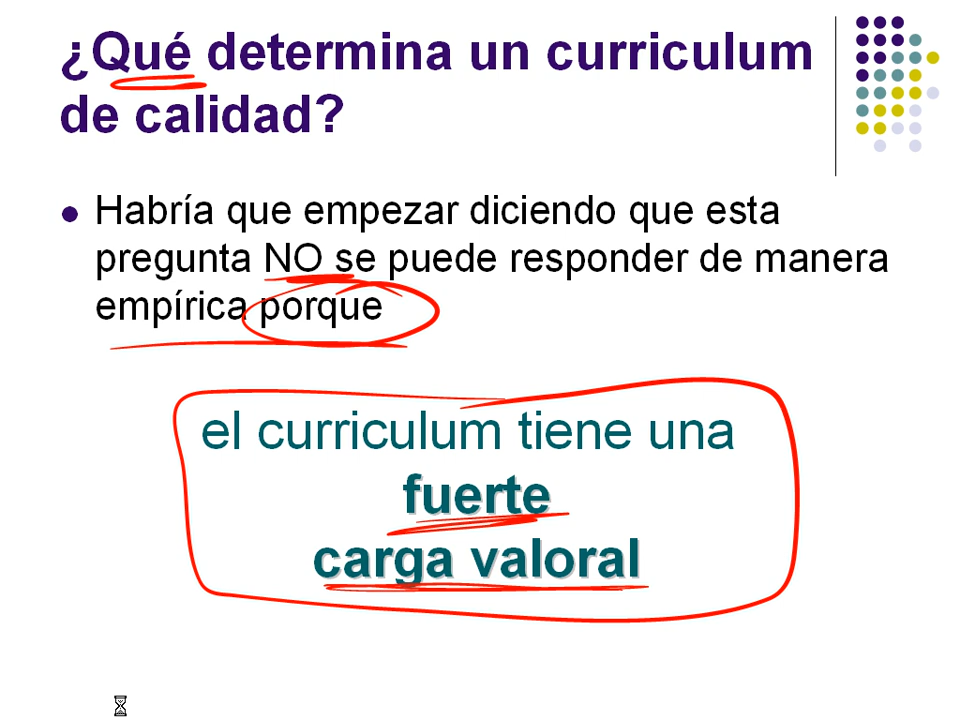 ¿Qué determina un curriculum
de calidad?
Habría que empezar diciendo que esta
pregunta NO se puede responder de manera
empírica porque
el curriculum tiene una
fuerte
carga valoral